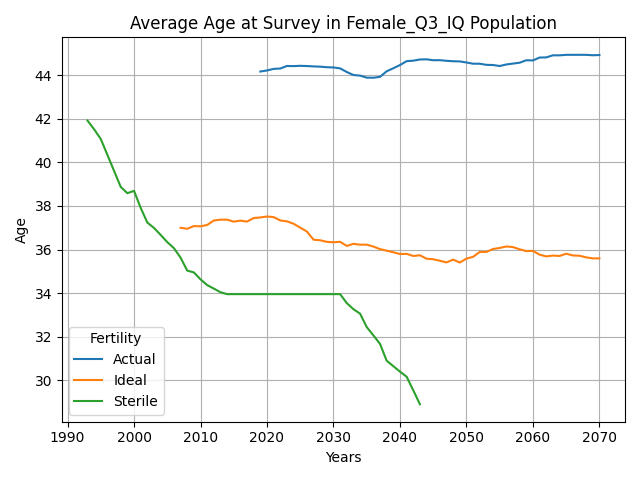 Average Age at Survey in Female_Q3_IQ Population
Age
44
42
40
38
36
34
32
30
Fertility
Actual
Ideal
Sterile
1990 2000 2010 2020 2030 2040 2050 2060 2070
Years